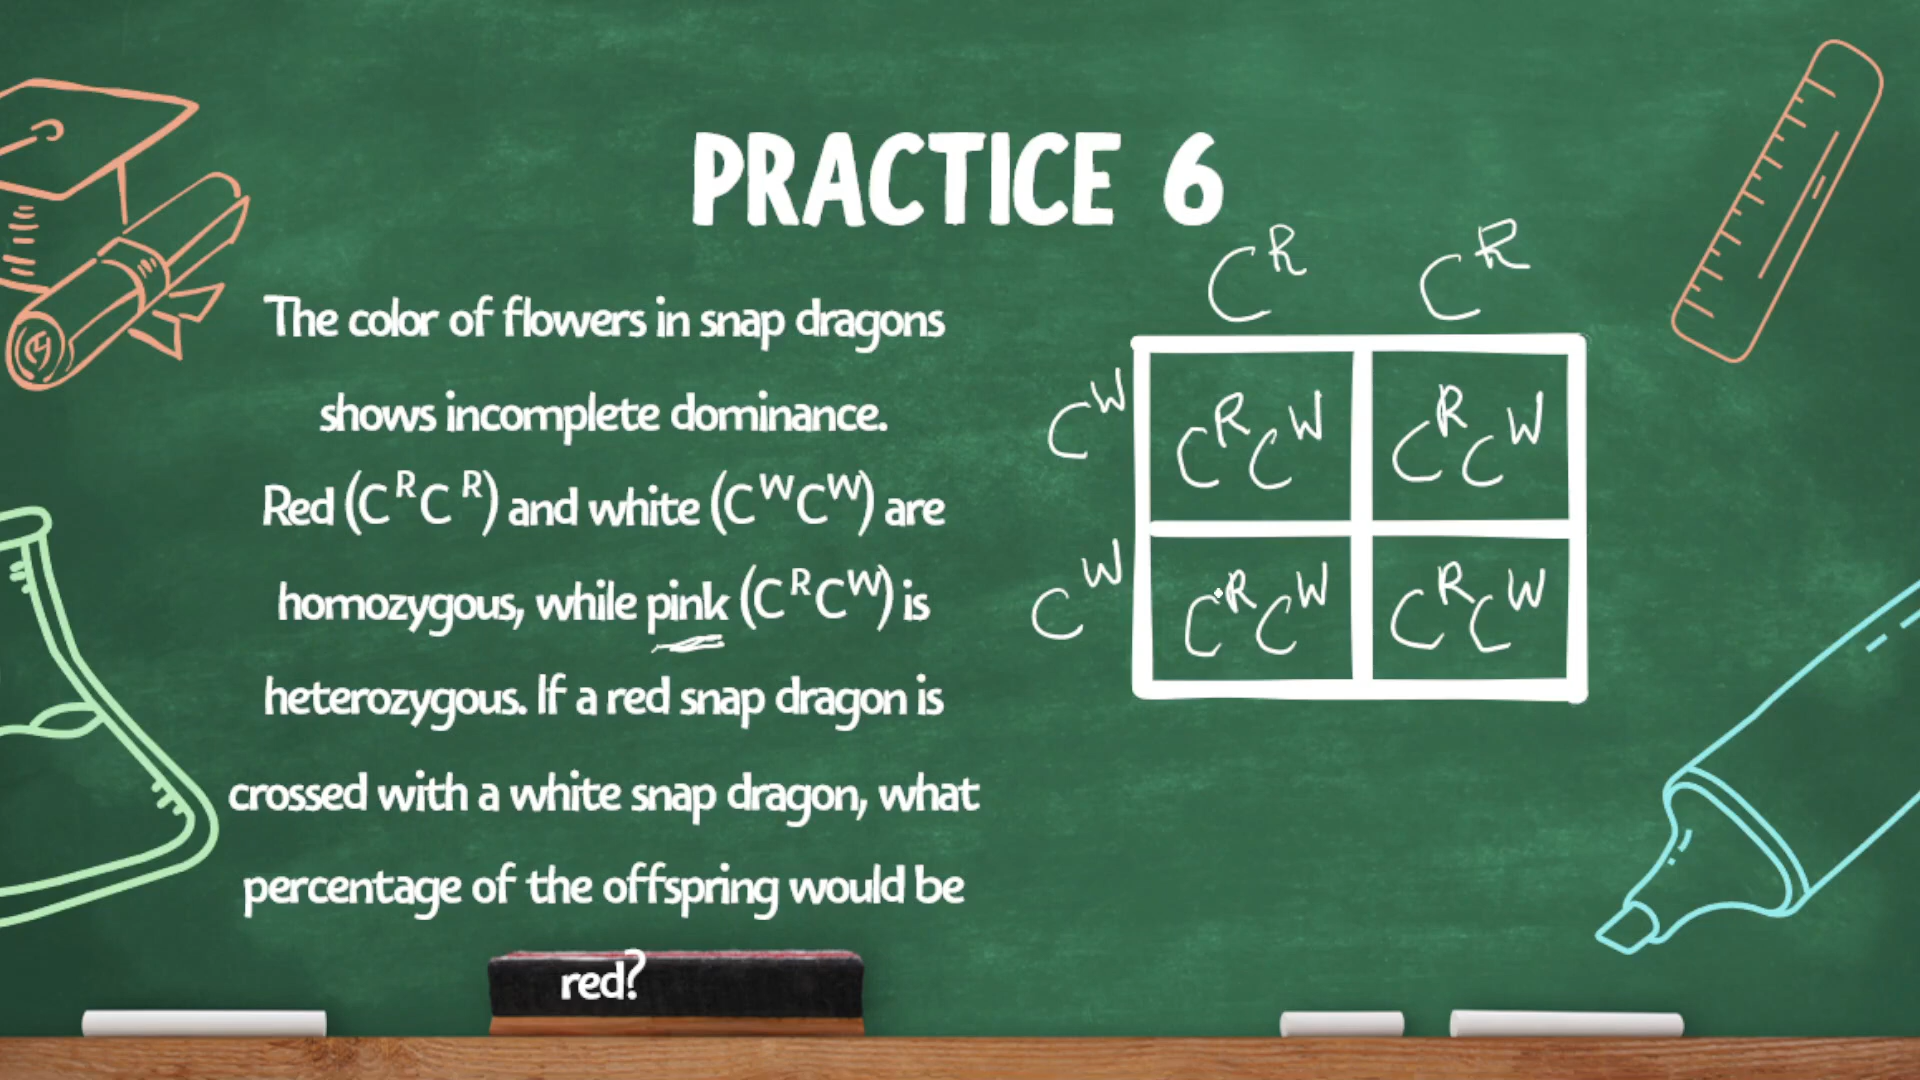 PRACTICE 6
The color of flowers in snap dragons
shows incomplete dominance.
Red (C^R C^R) and white (C^W C^W) are
homozygous, while pink (C^R C^W) is
heterozygous. If a red snap dragon is
crossed with a white snap dragon, what
percentage of the offspring would be
red?
C^R C^R
C^W C^R C^W C^R C^W
C^W C^R C^W C^R C^W